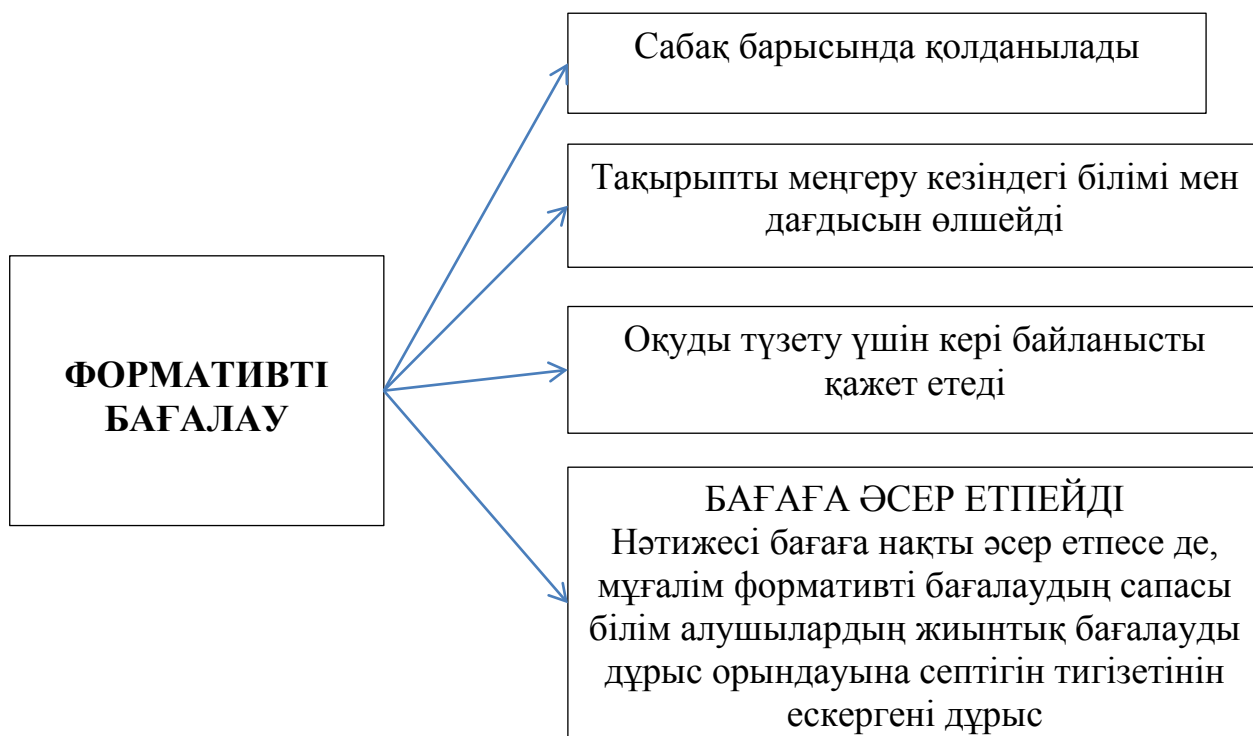 Сабақ барысында қолданылады
Тақырыпты меңгеру кезіндегі білімі мен
дағдысын өлшейді
ФОРМАТИВТІ
БАҒАЛАУ
Оқуды түзету үшін кері байланысты
қажет етеді
БАҒАҒА ӘСЕР ЕТПЕЙДІ
Нәтижесі бағаға нақты әсер етпесе де,
мұғалім формативті бағалаудың сапасы
білім алушылардың жиынтық бағалауды
дұрыс орындауына септігін тигізетінін
ескергені дұрыс